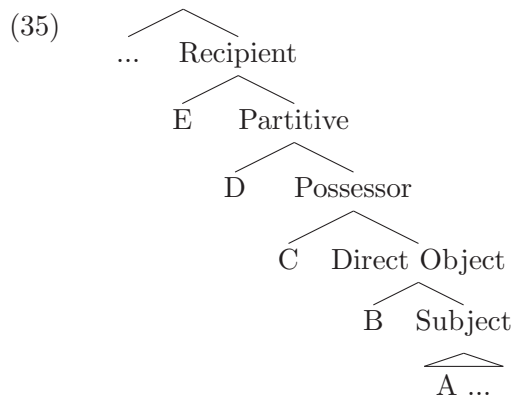 (35)
... Recipient
E Partitive
D Possessor
C Direct Object
B Subject
A ...